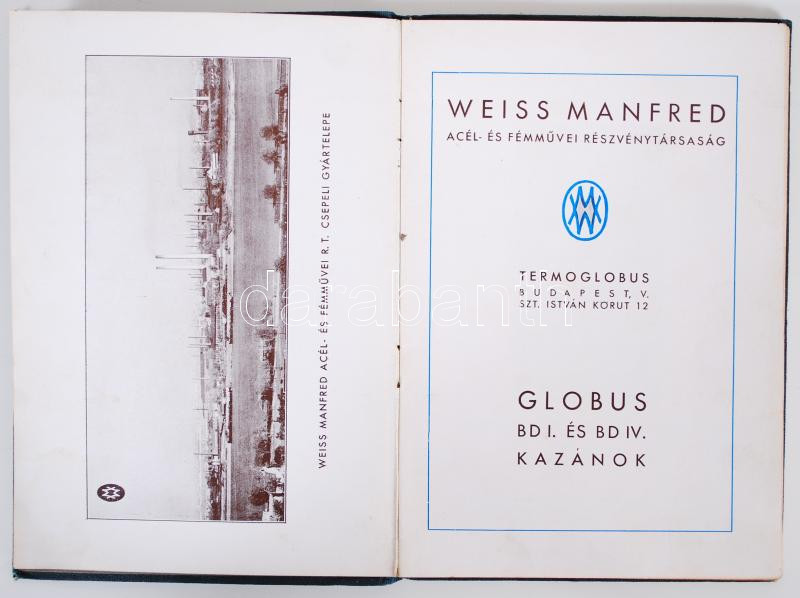 WEISS MANFRED ACÉL- ÉS FÉMMŰVEI R.T. CSEPELI GYÁRTELEPE
WEISS MANFRED
ACÉL- ÉS FÉMMŰVEI RÉSZVÉNYTÁRSASÁG
TERMOGLOBUS
BUDAPEST, V.
SZT. ISTVÁN KÖRUT 12
GLOBUS
BD I. ÉS BD IV.
KAZÁNOK
darabanth